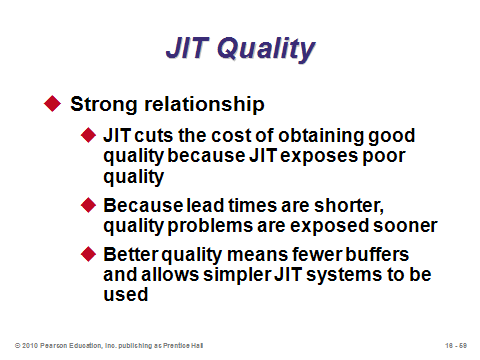 JIT Quality
Strong relationship
JIT cuts the cost of obtaining good
quality because JIT exposes poor
quality
Because lead times are shorter,
quality problems are exposed sooner
Better quality means fewer buffers
and allows simpler JIT systems to be
used
© 2010 Pearson Education, Inc. publishing as Prentice Hall
16 - 59